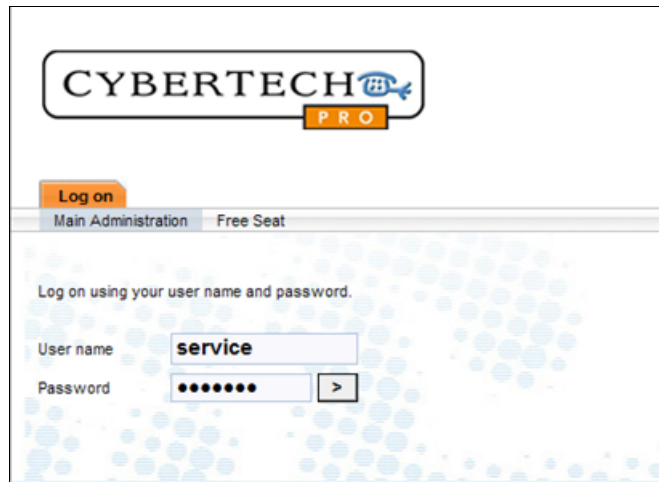 CYBERTECH
PRO
Log on
Main Administration Free Seat
Log on using your user name and password.
User name service
Password ••••••• >